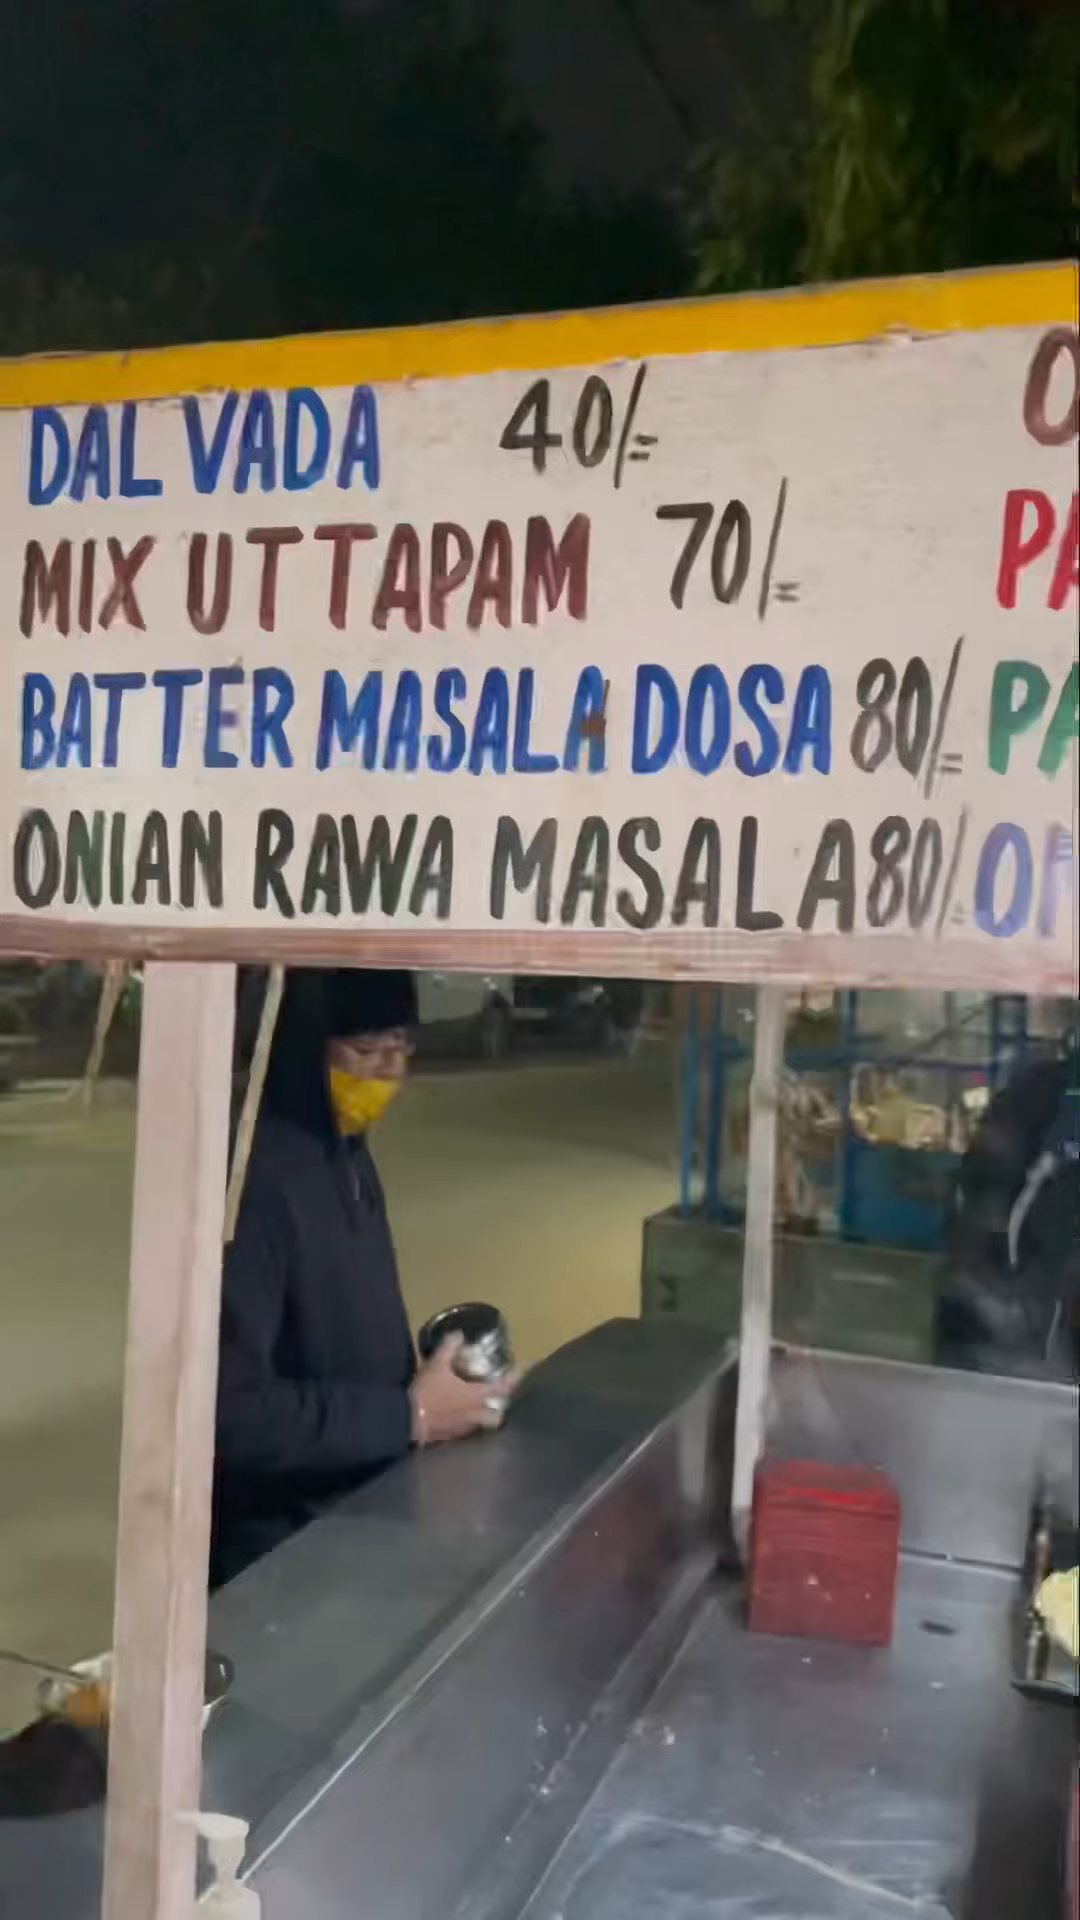 DAL VADA 40/=
MIX UTTAPAM 70/=
BATTER MASALA DOSA 80/=
ONIAN RAWA MASALA 80/=